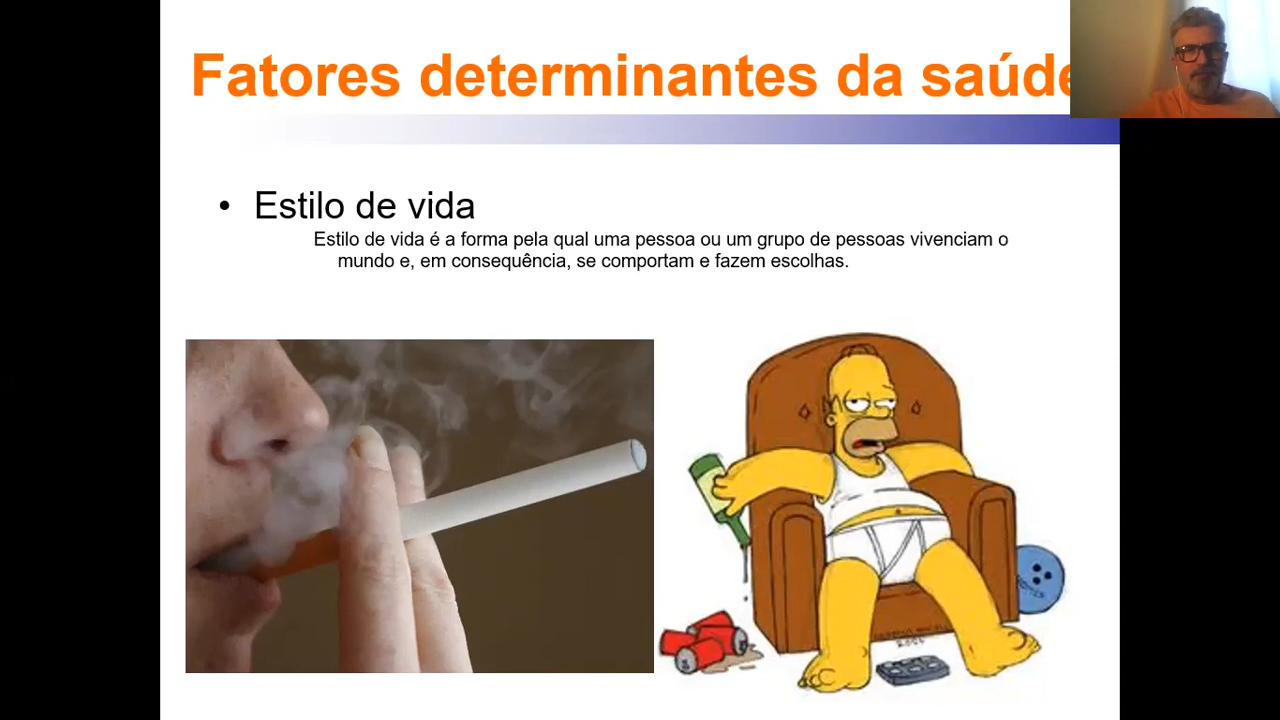 Fatores determinantes da saúde
• Estilo de vida
Estilo de vida é a forma pela qual uma pessoa ou um grupo de pessoas vivenciam o
mundo e, em consequência, se comportam e fazem escolhas.